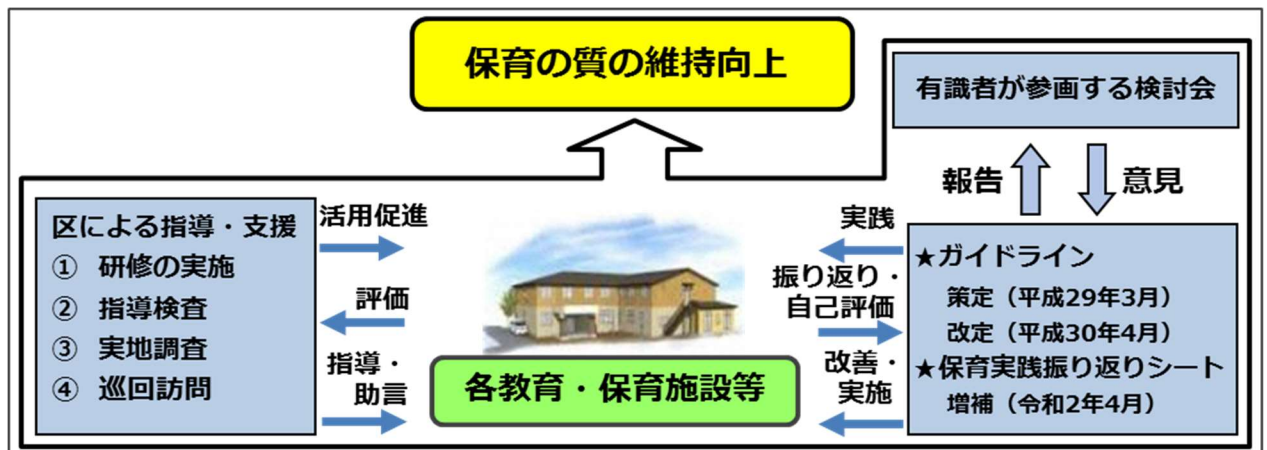 保育の質の維持向上
有識者が参画する検討会
報告
意見
区による指導・支援
① 研修の実施
② 指導検査
③ 実地調査
④ 巡回訪問
活用促進
評価
指導・
助言
各教育・保育施設等
実践
振り返り・
自己評価
改善・
実施
★ガイドライン
策定（平成29年3月）
改定（平成30年4月）
★保育実践振り返りシート
増補（令和2年4月）